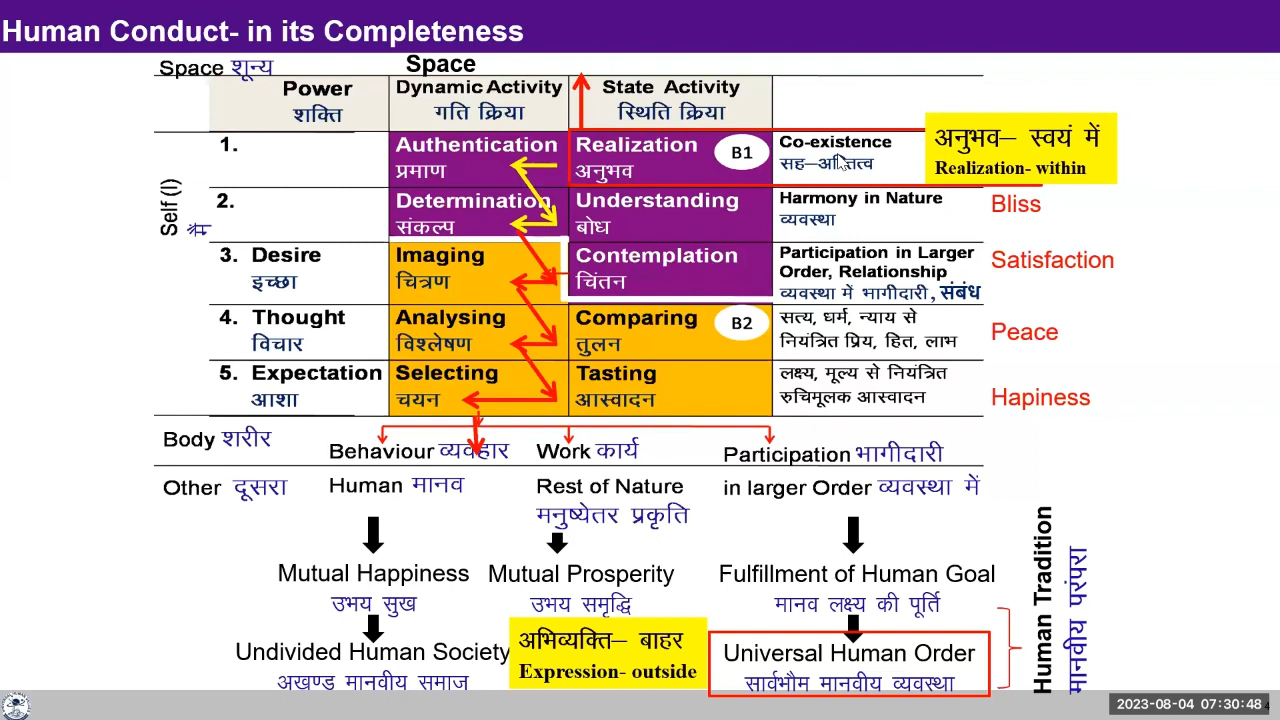 Human Conduct- in its Completeness
Space शून्य
Space
Power
शक्ति
Dynamic Activity
गति क्रिया
State Activity
स्थिति क्रिया
Self (I)
मैं
1.
Authentication
प्रमाण
Realization
अनुभव
B1
Co-existence
सह–अस्तित्व
अनुभव– स्वयं में
Realization- within
2.
Determination
संकल्प
Understanding
बोध
Harmony in Nature
व्यवस्था
Bliss
3. Desire
इच्छा
Imaging
चित्रण
Contemplation
चिंतन
Participation in Larger
Order, Relationship
व्यवस्था में भागीदारी, संबंध
Satisfaction
4. Thought
विचार
Analysing
विश्लेषण
Comparing
तुलन
B2
सत्य, धर्म, न्याय से
नियंत्रित प्रिय, हित, लाभ
Peace
5. Expectation
आशा
Selecting
चयन
Tasting
आस्वादन
लक्ष्य, मूल्य से नियंत्रित
रुचिमूलक आस्वादन
Hapiness
Body शरीर
Behaviour व्यवहार
Work कार्य
Participation भागीदारी
Other दूसरा
Human मानव
Rest of Nature
मनुष्येतर प्रकृति
in larger Order व्यवस्था में
Mutual Happiness
उभय सुख
Mutual Prosperity
उभय समृद्धि
Fulfillment of Human Goal
मानव लक्ष्य की पूर्ति
Undivided Human Society
अखण्ड मानवीय समाज
अभिव्यक्ति– बाहर
Expression- outside
Universal Human Order
सार्वभौम मानवीय व्यवस्था
Human Tradition
मानवीय परंपरा
2023-08-04 07:30:48